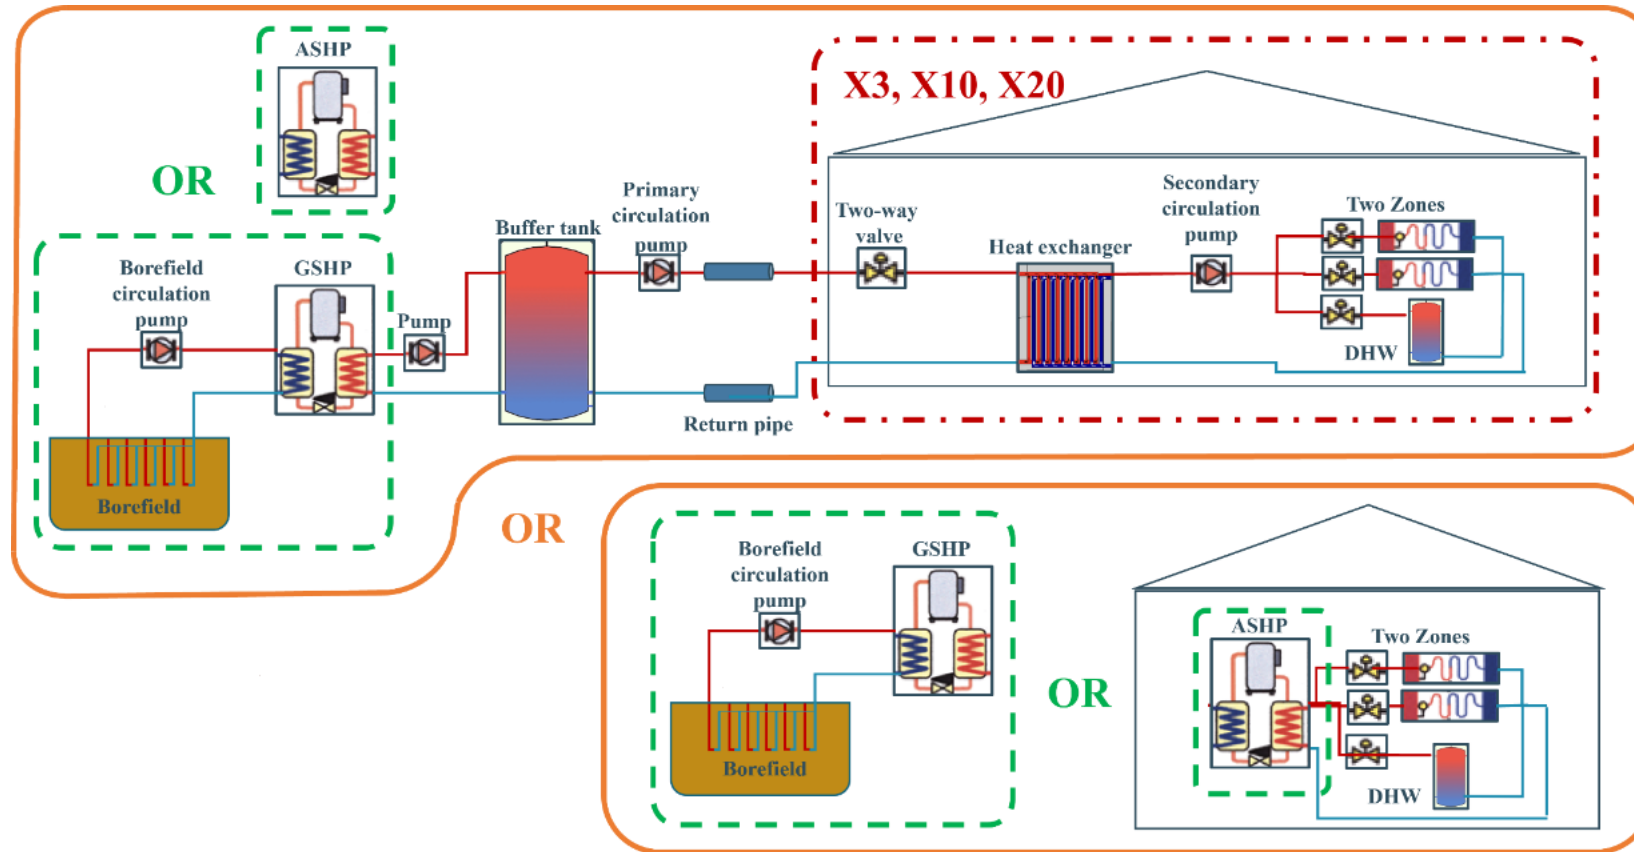 ASHP
X3, X10, X20
OR
Primary
circulation
pump
Secondary
circulation
pump
Two Zones
Two-way
valve
Buffer tank
Heat exchanger
Borefield
circulation
pump
GSHP
Pump
DHW
Return pipe
Borefield
OR
Borefield
circulation
pump
GSHP
ASHP
Two Zones
OR
Borefield
DHW